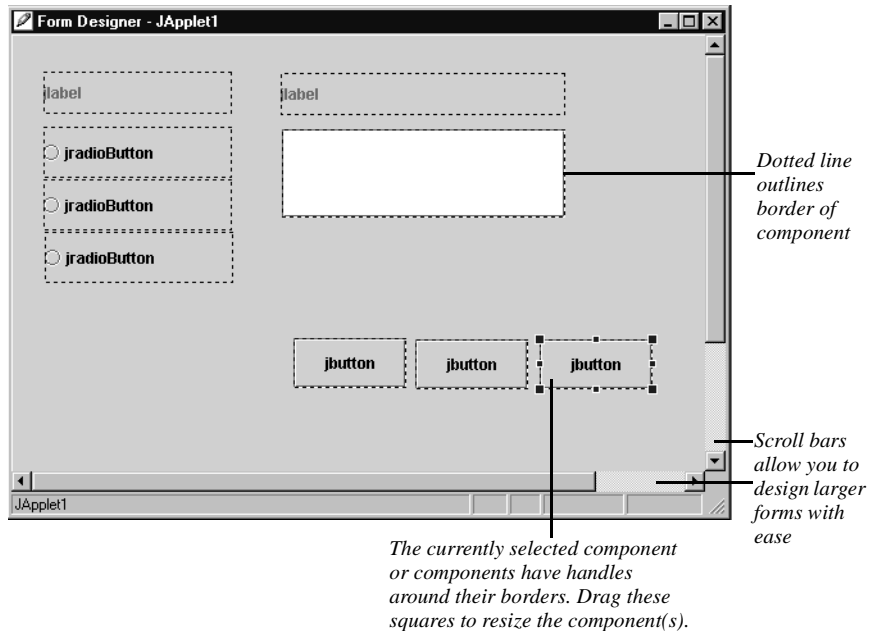 Form Designer - JApplet1
jlabel
jlabel
jradioButton
jradioButton
jradioButton
Dotted line
outlines
border of
component
jbutton
jbutton
jbutton
Scroll bars
allow you to
design larger
forms with
ease
JApplet1
The currently selected component
or components have handles
around their borders. Drag these
squares to resize the component(s).